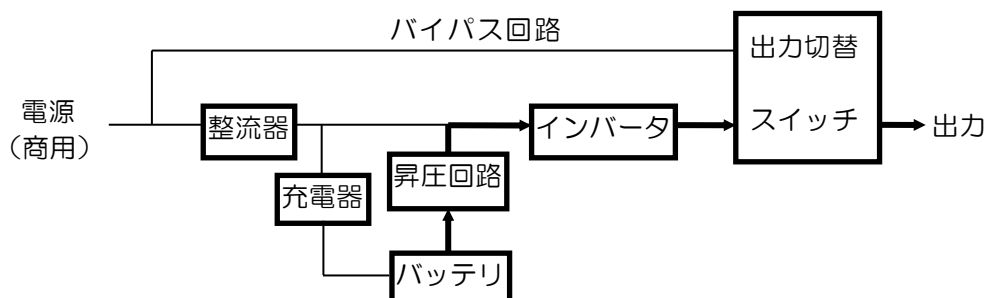 バイパス回路
出力切替
スイッチ
電源
（商用）
整流器
インバータ
出力
充電器
昇圧回路
バッテリ